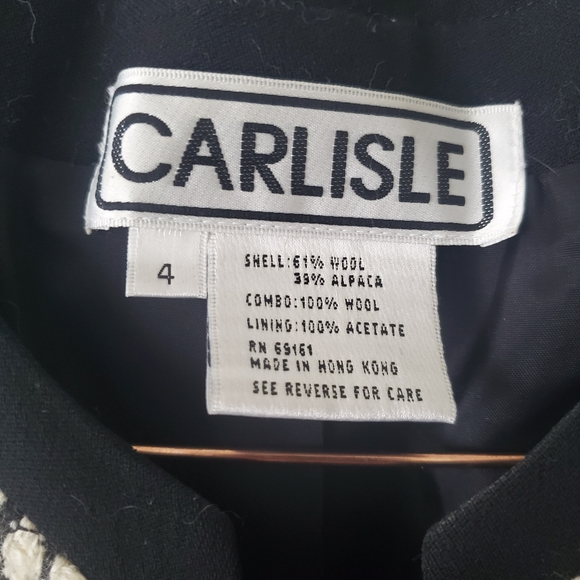 CARLISLE
4
SHELL:61% WOOL
39% ALPACA
COMBO:100% WOOL
LINING:100% ACETATE
RN 69161
MADE IN HONG KONG
SEE REVERSE FOR CARE